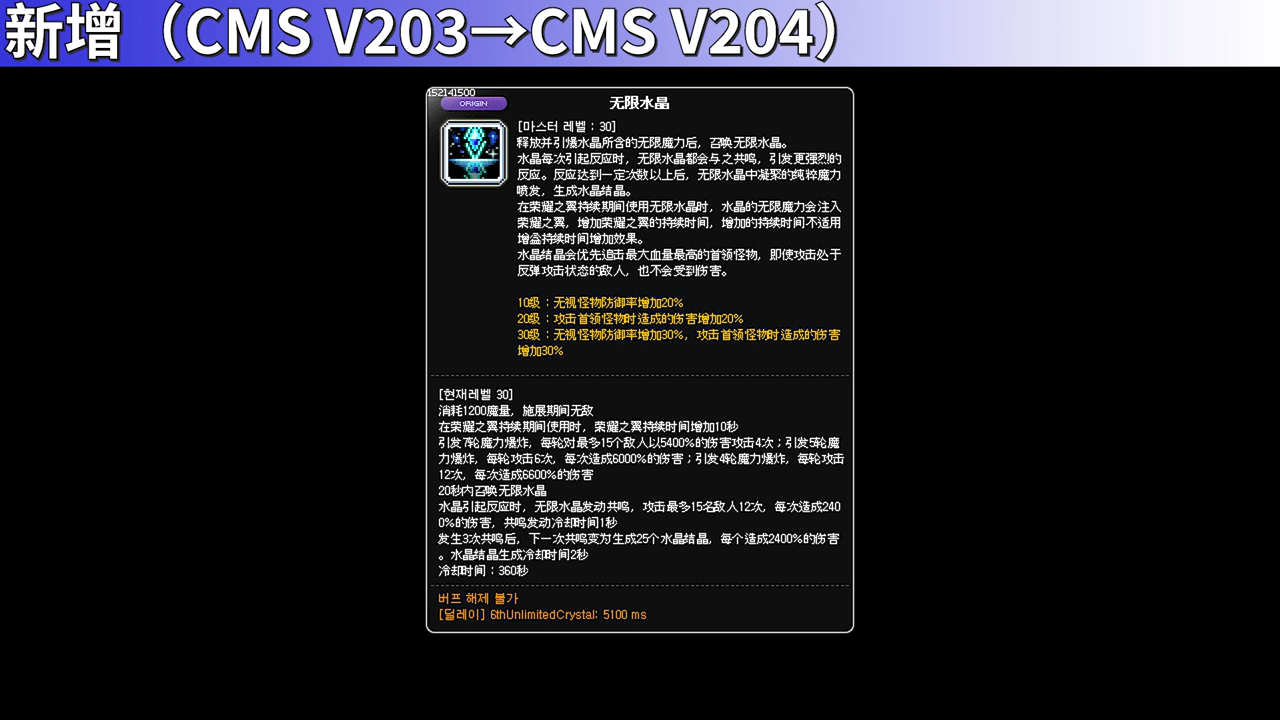 新增（CMS V203→CMS V204）
152141500
ORIGIN
无限水晶
[마스터 레벨 : 30]
释放并引爆水晶所含的无限魔力后，召唤无限水晶。
水晶每次引起反应时，无限水晶都会与之共鸣，引发更强烈的
反应。反应达到一定次数以上后，无限水晶中凝聚的纯粹魔力
喷发，生成水晶结晶。
在荣耀之翼持续期间使用无限水晶时，水晶的无限魔力会注入
荣耀之翼，增加荣耀之翼的持续时间，增加的持续时间不适用
增益持续时间增加效果。
水晶结晶会优先追击最大血量最高的首领怪物，即使攻击处于
反弹攻击状态的敌人，也不会受到伤害。
10级 : 无视怪物防御率增加20%
20级 : 攻击首领怪物时造成的伤害增加20%
30级 : 无视怪物防御率增加30%，攻击首领怪物时造成的伤害
增加30%
[현재레벨 30]
消耗1200魔量，施展期间无敌
在荣耀之翼持续期间使用时，荣耀之翼持续时间增加10秒
引发7轮魔力爆炸，每轮对最多15个敌人以5400%的伤害攻击4次；引发5轮魔
力爆炸，每轮攻击6次，每次造成6000%的伤害；引发4轮魔力爆炸，每轮攻击
12次，每次造成6600%的伤害
20秒内召唤无限水晶
水晶引起反应时，无限水晶发动共鸣，攻击最多15名敌人12次，每次造成240
0%的伤害，共鸣发动冷却时间1秒
发生3次共鸣后，下一次共鸣变为生成25个水晶结晶，每个造成2400%的伤害
。水晶结晶生成冷却时间2秒
冷却时间：360秒
버프 해제 불가
[딜레이] 6thUnlimitedCrystal: 5100 ms